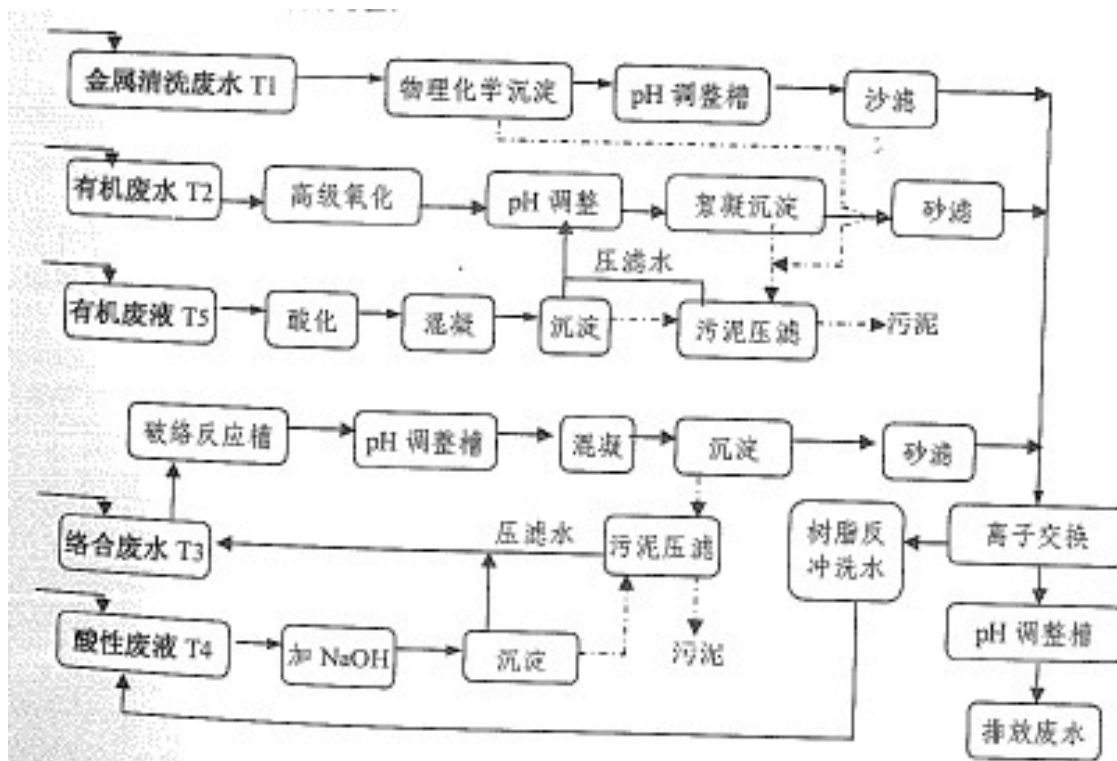 金属清洗废水 T1
物理化学沉淀
pH 调整槽
沙滤
有机废水 T2
高级氧化
pH 调整
絮凝沉淀
砂滤
压滤水
有机废液 T5
酸化
混凝
沉淀
污泥压滤
污泥
破络反应槽
pH 调整槽
混凝
沉淀
砂滤
络合废水 T3
压滤水
污泥压滤
树脂反
冲洗水
离子交换
酸性废液 T4
加 NaOH
沉淀
污泥
pH 调整槽
排放废水